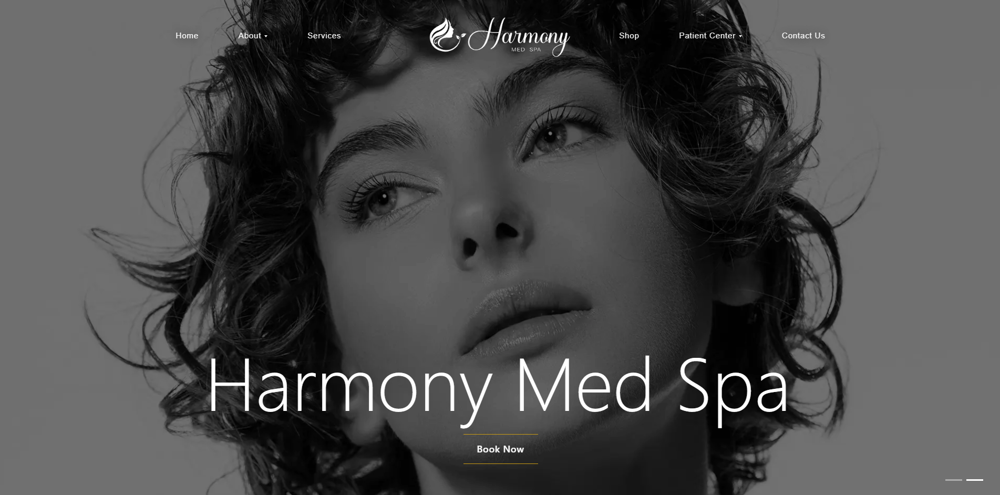 Home
About
Services
Harmony
MED SPA
Shop
Patient Center
Contact Us
Harmony Med Spa
Book Now